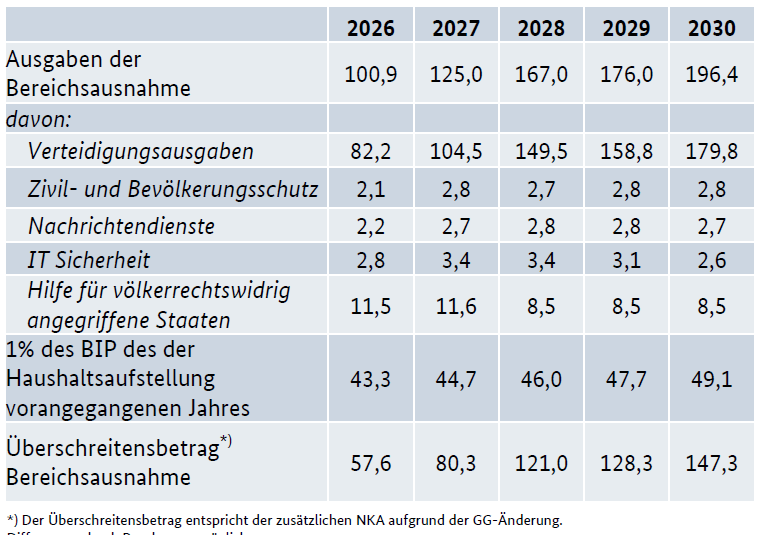 2026 2027 2028 2029 2030
Ausgaben der
Bereichsausnahme 100,9 125,0 167,0 176,0 196,4
davon:
Verteidigungsausgaben 82,2 104,5 149,5 158,8 179,8
Zivil- und Bevölkerungsschutz 2,1 2,8 2,7 2,8 2,8
Nachrichtendienste 2,2 2,7 2,8 2,8 2,7
IT Sicherheit 2,8 3,4 3,4 3,1 2,6
Hilfe für völkerrechtswidrig
angegriffene Staaten 11,5 11,6 8,5 8,5 8,5
1% des BIP des der
Haushaltsaufstellung 43,3 44,7 46,0 47,7 49,1
vorangegangenen Jahres
Überschreitensbetrag*)
Bereichsausnahme 57,6 80,3 121,0 128,3 147,3
*) Der Überschreitensbetrag entspricht der zusätzlichen NKA aufgrund der GG-Änderung.